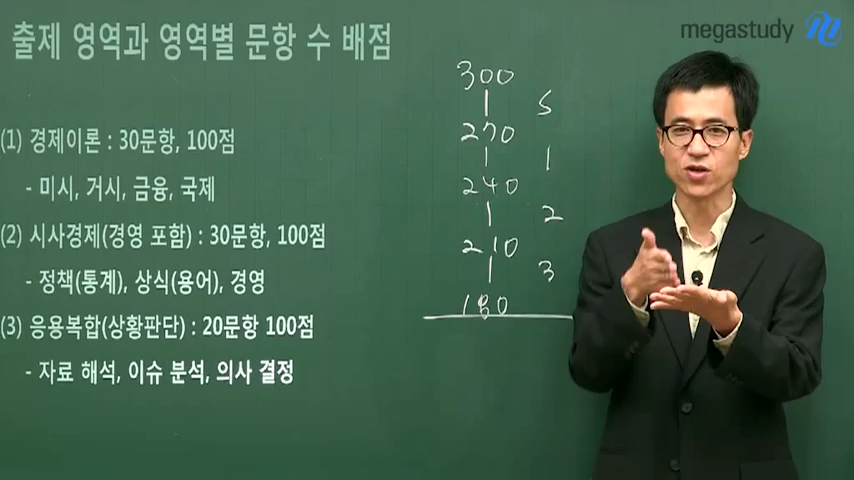 megastudy
출제 영역과 영역별 문항 수 배점
(1) 경제이론 : 30문항, 100점
- 미시, 거시, 금융, 국제
(2) 시사경제(경영 포함) : 30문항, 100점
- 정책(통계), 상식(용어), 경영
(3) 응용복합(상황판단) : 20문항 100점
- 자료 해석, 이슈 분석, 의사 결정
300
| S
270
| 1
240
| 2
210
| 3
180